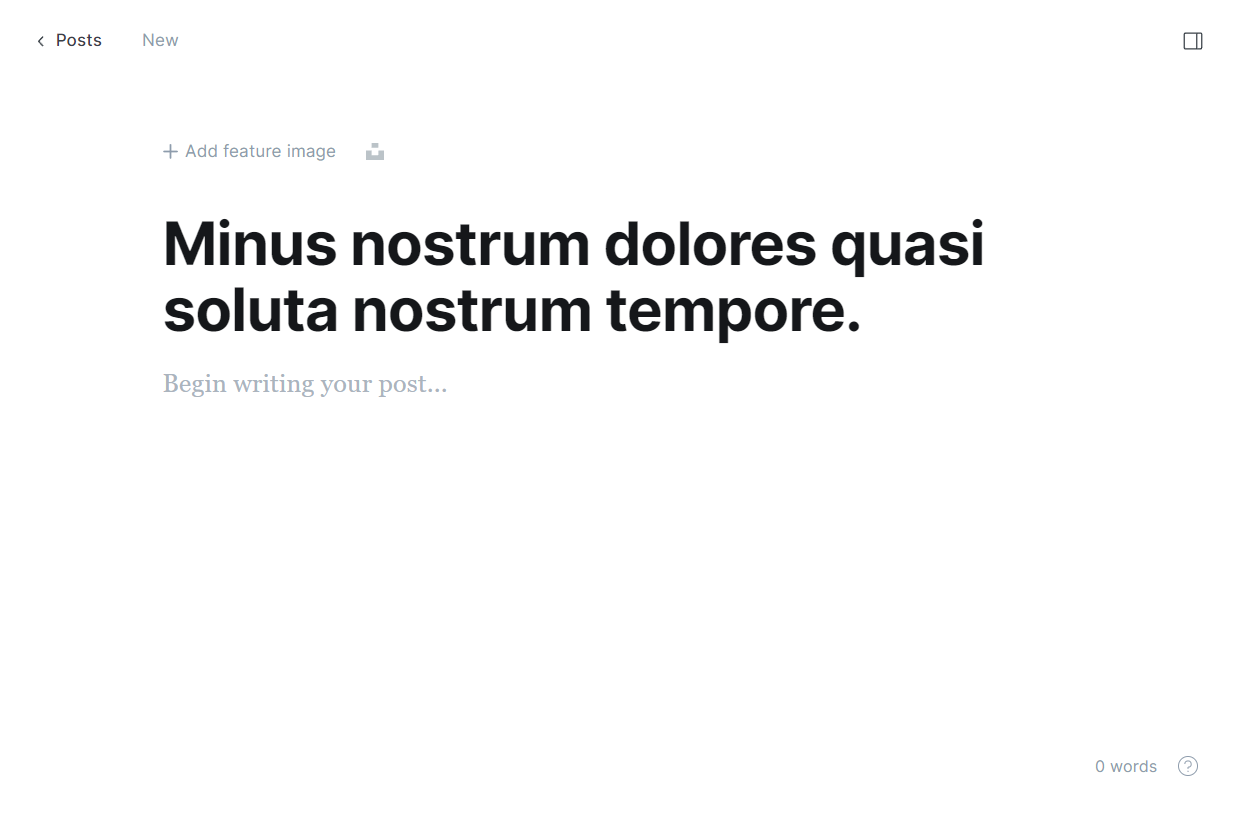 Posts New
Add feature image
Minus nostrum dolores quasi
soluta nostrum tempore.
Begin writing your post...
0 words ?